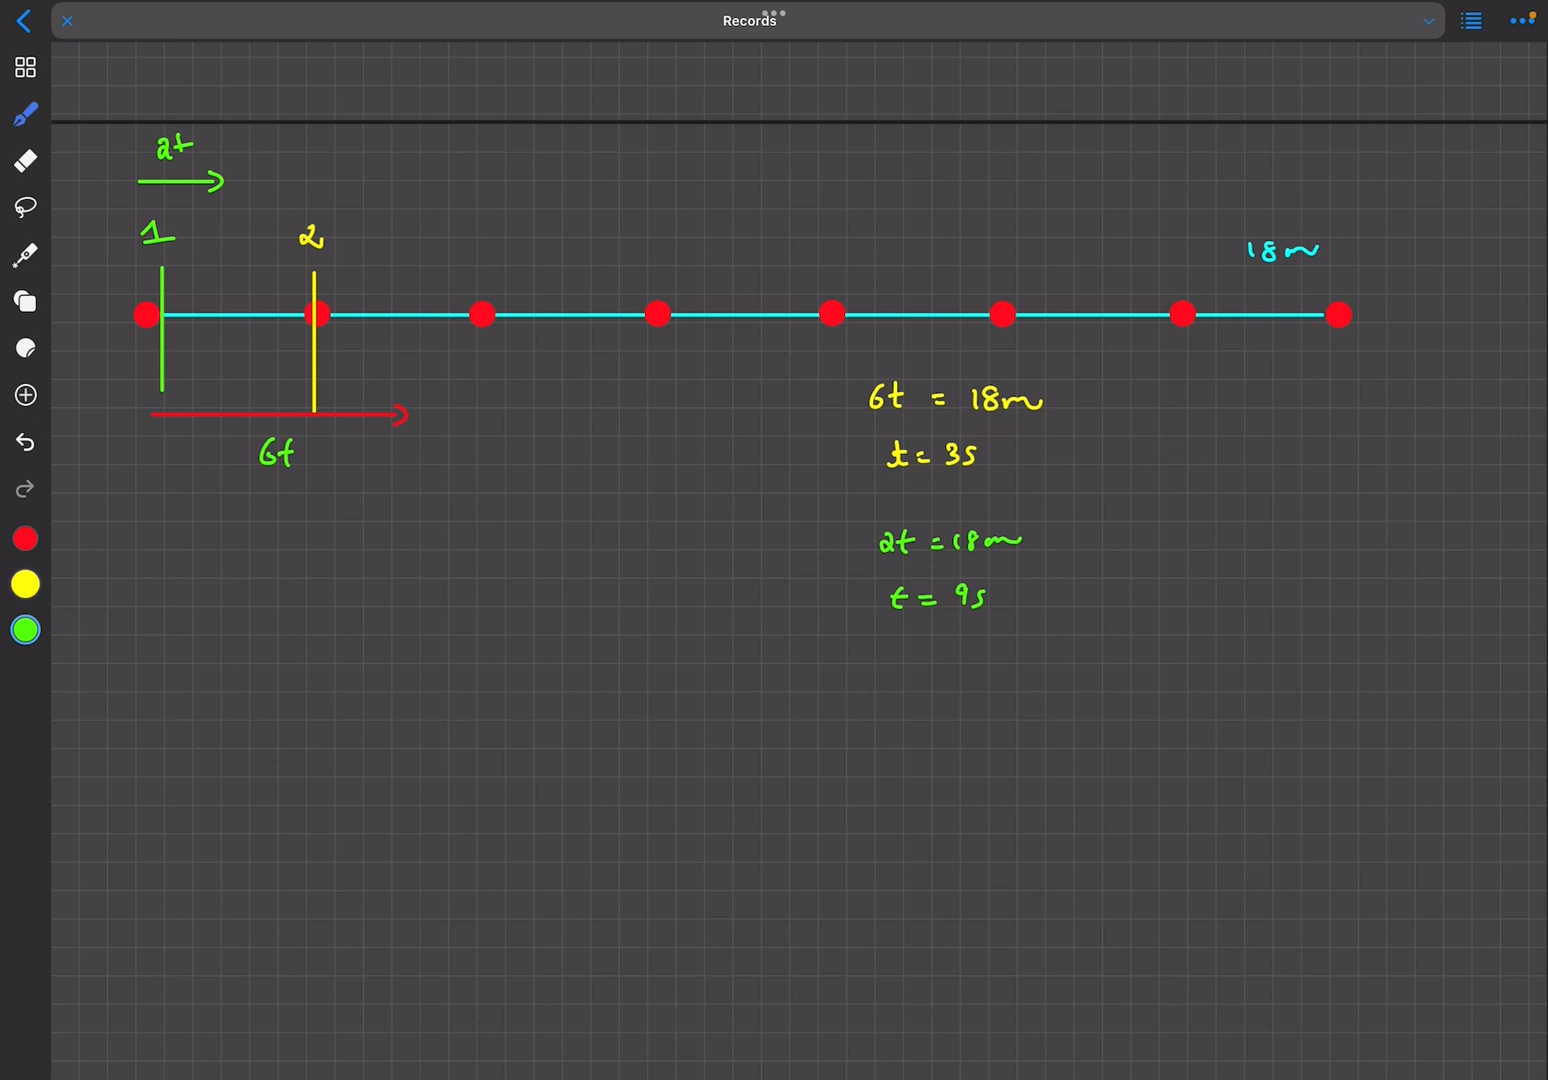 Records
2t
1
2
18m
6t = 18m
6t
t = 3s
2t = 18m
t = 9s